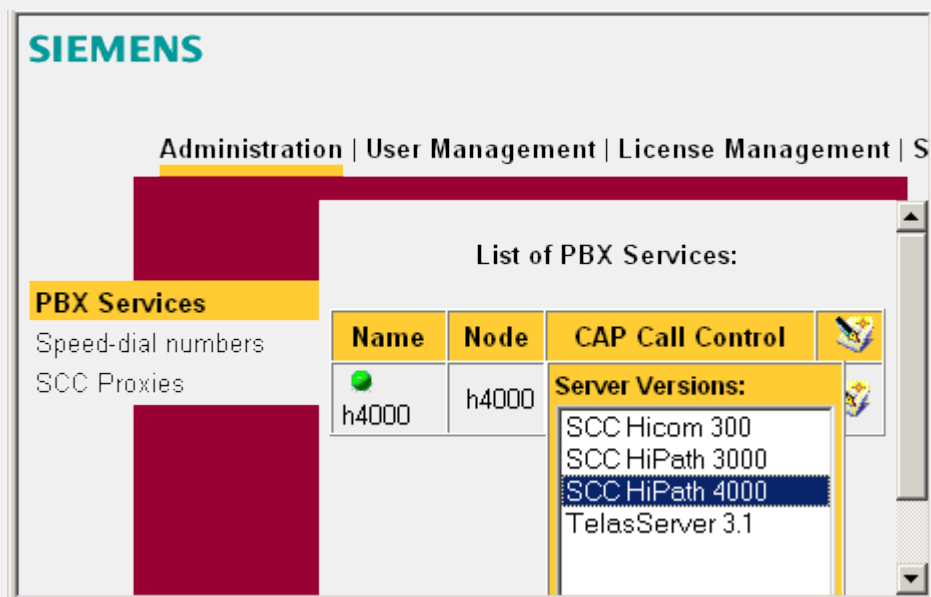 SIEMENS
Administration | User Management | License Management | S
List of PBX Services:
PBX Services
Speed-dial numbers
SCC Proxies
Name Node CAP Call Control
h4000 h4000
Server Versions:
SCC Hicom 300
SCC HiPath 3000
SCC HiPath 4000
TelasServer 3.1